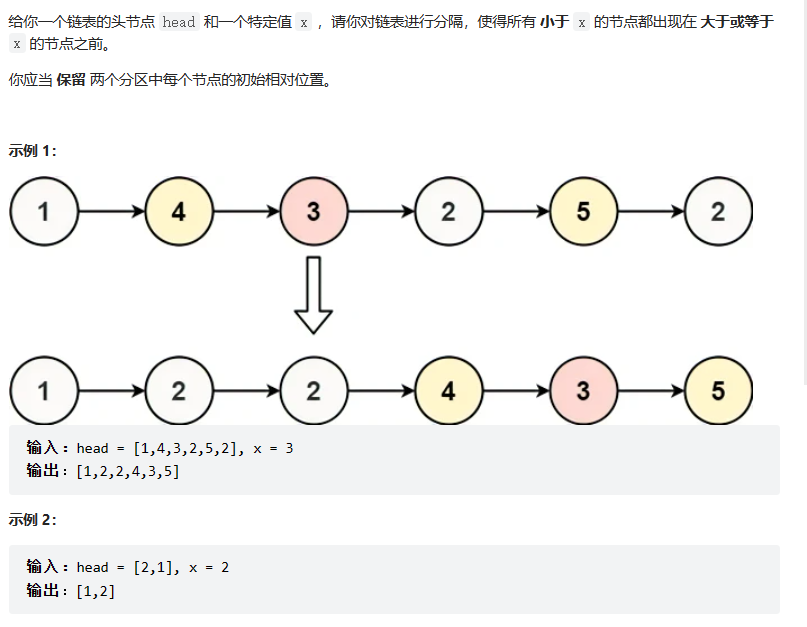 给你一个链表的头节点 head 和一个特定值 x ，请你对链表进行分隔，使得所有 小于 x 的节点都出现在 大于或等于
x 的节点之前。
你应当 保留 两个分区中每个节点的初始相对位置。
示例 1：
1 4 3 2 5 2
1 2 2 4 3 5
输入：head = [1,4,3,2,5,2], x = 3
输出：[1,2,2,4,3,5]
示例 2：
输入：head = [2,1], x = 2
输出：[1,2]